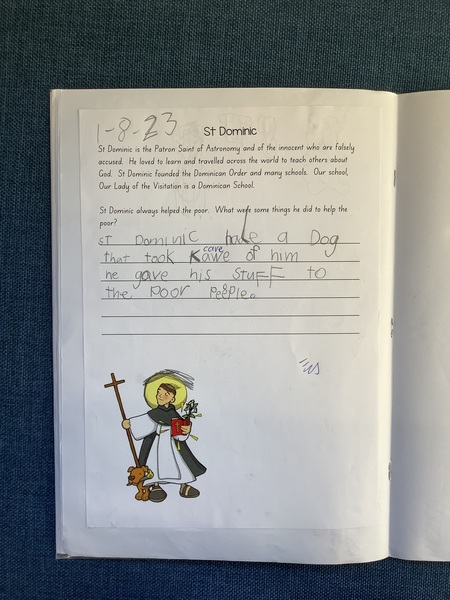 1-8-23
St Dominic
St Dominic is the Patron Saint of Astronomy and of the innocent who are falsely
accused. He loved to learn and travelled across the world to teach others about
God. St Dominic founded the Dominican Order and many schools. Our school,
Our Lady of the Visitation is a Dominican School.
St Dominic always helped the poor. What were some things he did to help the
poor?
ST Dominic had a Dog
care
that took Kawe of him
he gave his stuff to
the Poor People.